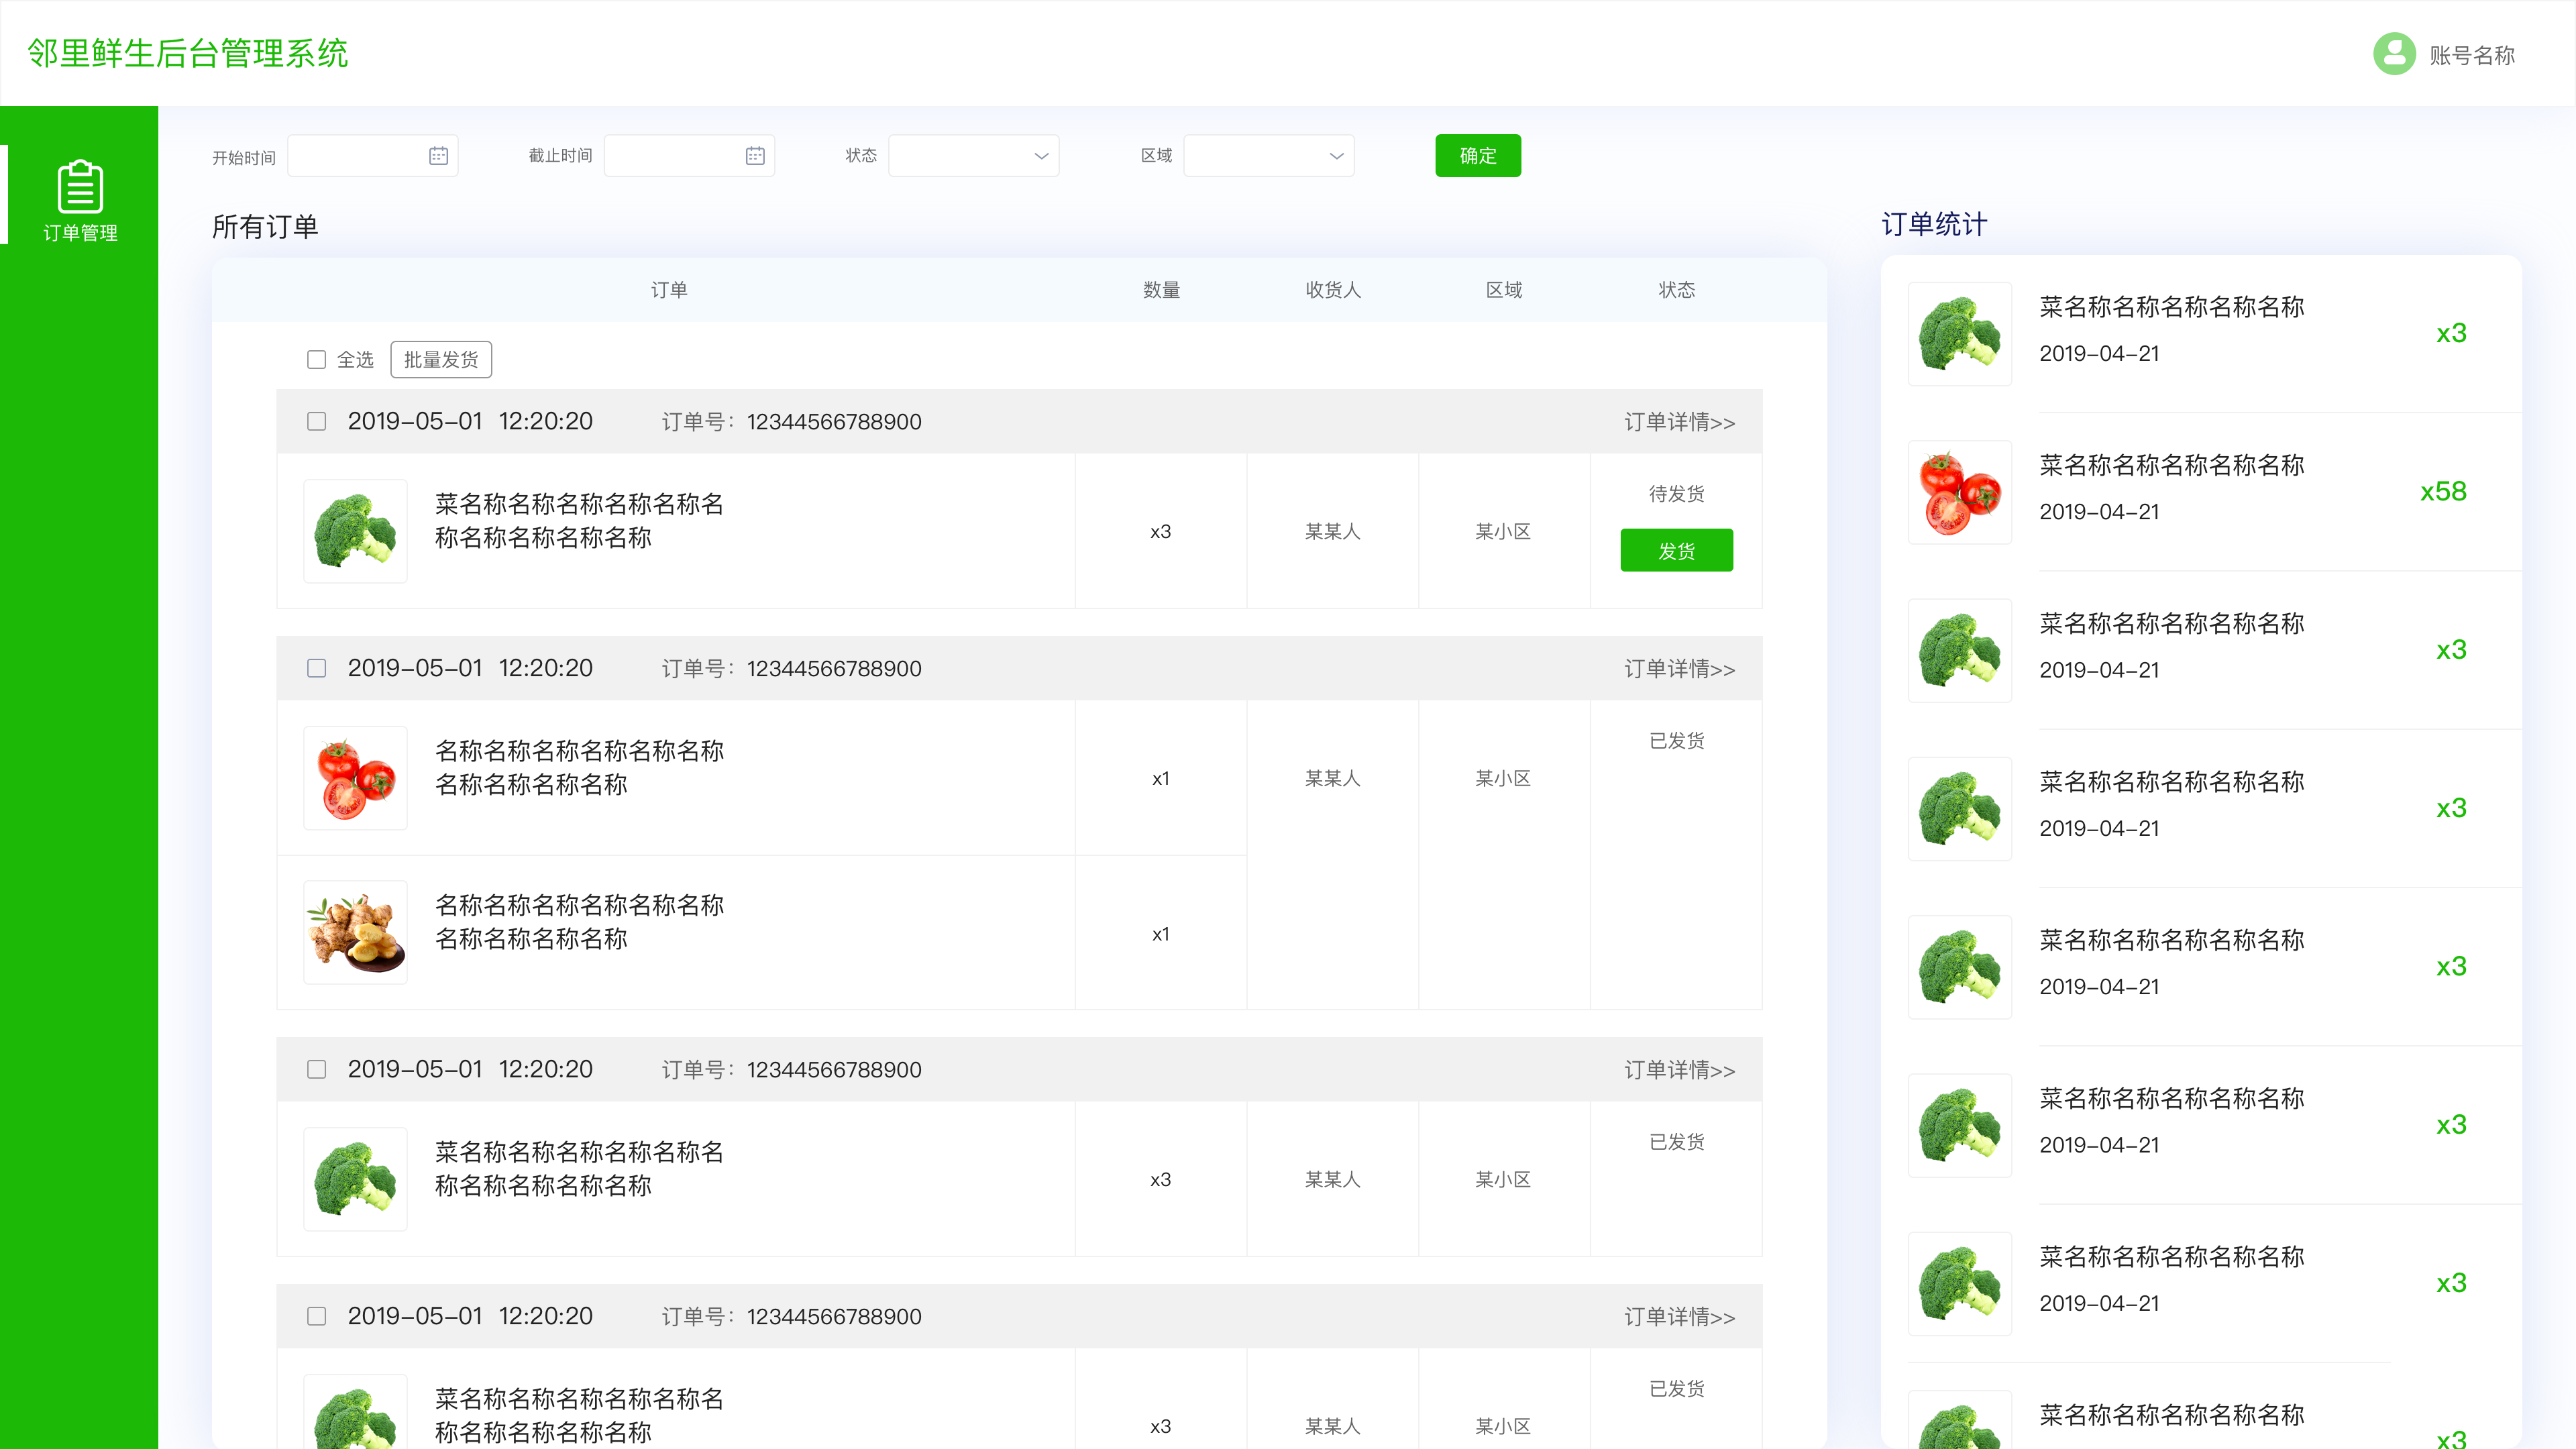 邻里鲜生后台管理系统
账号名称
订单管理
开始时间
截止时间
状态
区域
确定
所有订单
订单 数量 收货人 区域 状态
全选 批量发货
2019-05-01 12:20:20 订单号：12344566788900 订单详情>>
菜名称名称名称名称名称名
称名称名称名称名称
x3
某某人
某小区
待发货
发货
2019-05-01 12:20:20 订单号：12344566788900 订单详情>>
名称名称名称名称名称名称
名称名称名称名称
x1
某某人
某小区
已发货
名称名称名称名称名称名称
名称名称名称名称
x1
2019-05-01 12:20:20 订单号：12344566788900 订单详情>>
菜名称名称名称名称名称名
称名称名称名称名称
x3
某某人
某小区
已发货
2019-05-01 12:20:20 订单号：12344566788900 订单详情>>
菜名称名称名称名称名称名
称名称名称名称名称
x3
某某人
某小区
已发货
订单统计
菜名称名称名称名称名称
2019-04-21
x3
菜名称名称名称名称名称
2019-04-21
x58
菜名称名称名称名称名称
2019-04-21
x3
菜名称名称名称名称名称
2019-04-21
x3
菜名称名称名称名称名称
2019-04-21
x3
菜名称名称名称名称名称
2019-04-21
x3
菜名称名称名称名称名称
2019-04-21
x3
菜名称名称名称名称名称
x3